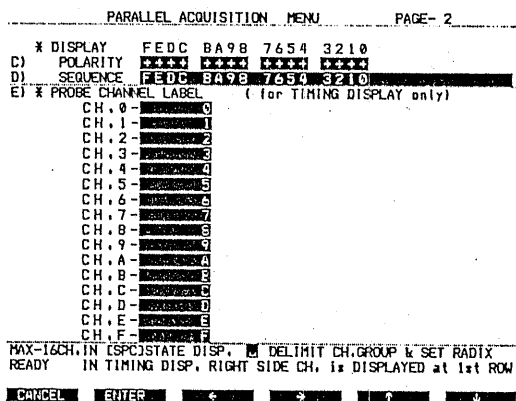 PARALLEL ACQUISITION MENU PAGE- 2
* DISPLAY FEDC BA98 7654 3210
C) POLARITY ++++ ++++ ++++ ++++
D) SEQUENCE FEDC BA98 7654 3210
E) * PROBE CHANNEL LABEL ( for TIMING DISPLAY only)
CH.0- 0
CH.1- 1
CH.2- 2
CH.3- 3
CH.4- 4
CH.5- 5
CH.6- 6
CH.7- 7
CH.8- 8
CH.9- 9
CH.A- A
CH.B- B
CH.C- C
CH.D- D
CH.E- E
CH.F- F
MAX-16CH.IN [SPC]STATE DISP. DELIMIT CH.GROUP & SET RADIX
READY IN TIMING DISP. RIGHT SIDE CH. is DISPLAYED at 1st ROW
CANCEL ENTER ← → ↑ ↓